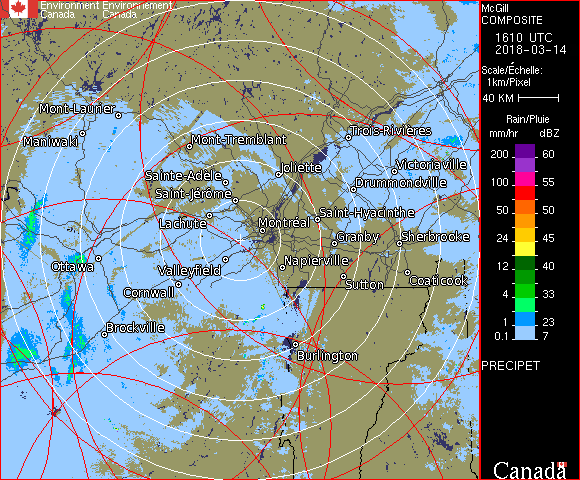 Environment Environnement
Canada Canada
McGill
COMPOSITE
1610 UTC
2018-03-14
Scale/Échelle:
1km/Pixel
40 KM
Rain/Pluie
mm/hr dBZ
200 60
150 57
100 55
50 50
24 45
12 40
4 33
1 23
0.1 7
PRECIPET
Canada
Mont-Laurier
Maniwaki
Mont-Tremblant
Trois-Rivières
Joliette
Victoriaville
Sainte-Adèle
Drummondville
Saint-Jérôme
Saint-Hyacinthe
Lachute
Montréal
Granby
Sherbrooke
Ottawa
Valleyfield
Napierville
Cornwall
Sutton
Coaticook
Brockville
Burlington